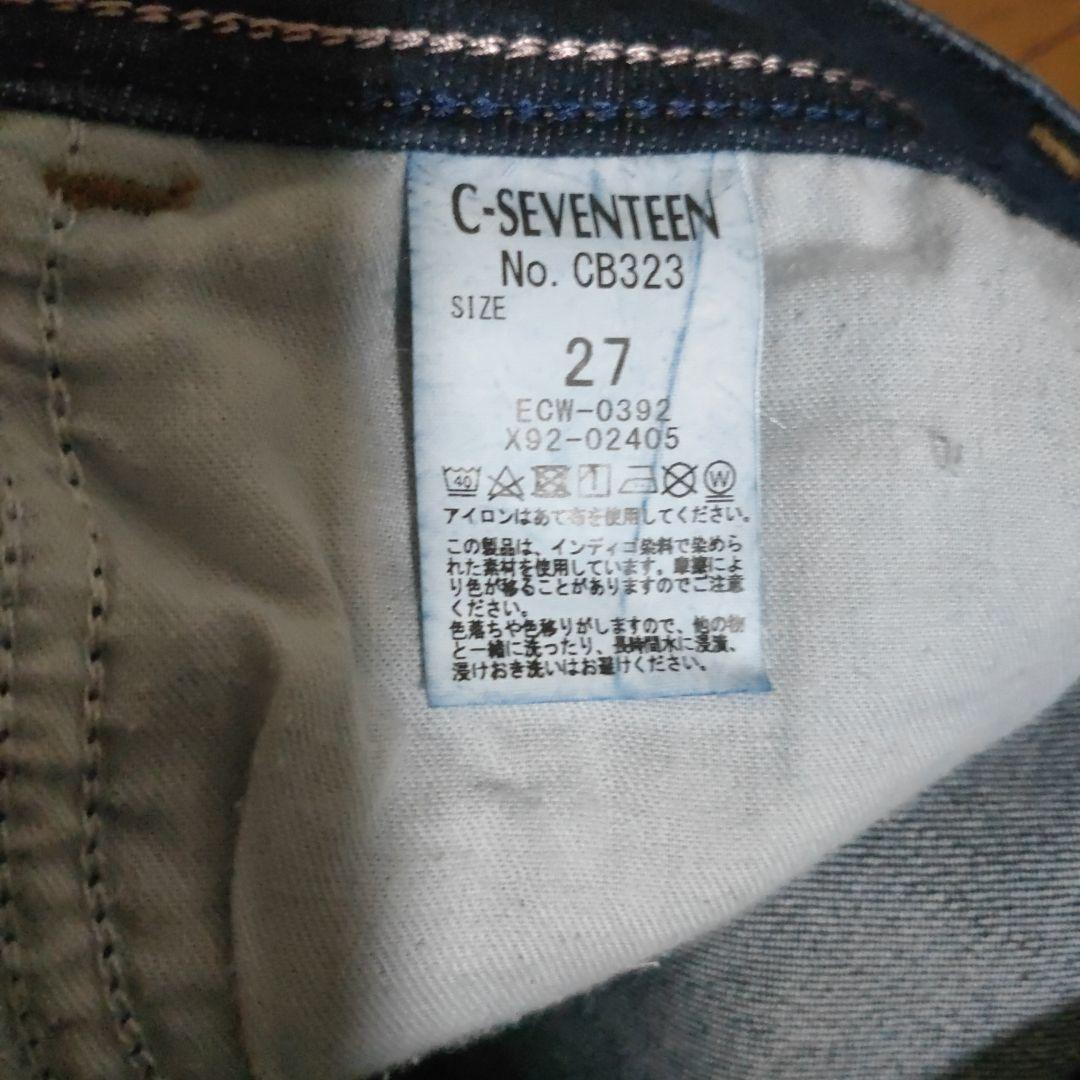 C-SEVENTEEN
No. CB323
SIZE
27
ECW-0392
X92-02405
40 W
アイロンはあて布を使用してください。
この製品は、インディゴ染料で染めら
れた素材を使用しています。摩擦によ
り色が移ることがありますのでご注意
ください。
色落ちや色移りがしますので、他の物
と一緒に洗ったり、長時間水に浸漬、
浸けおき洗いはお避けください。